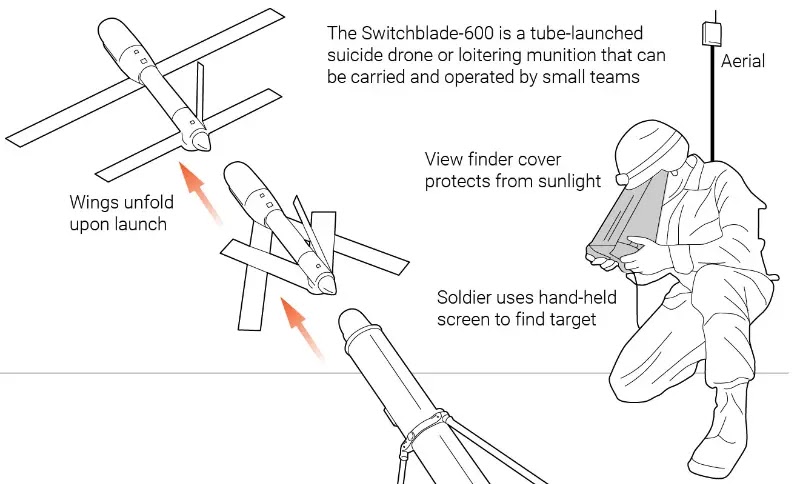 The Switchblade-600 is a tube-launched
suicide drone or loitering munition that can
be carried and operated by small teams
Aerial
View finder cover
protects from sunlight
Wings unfold
upon launch
Soldier uses hand-held
screen to find target